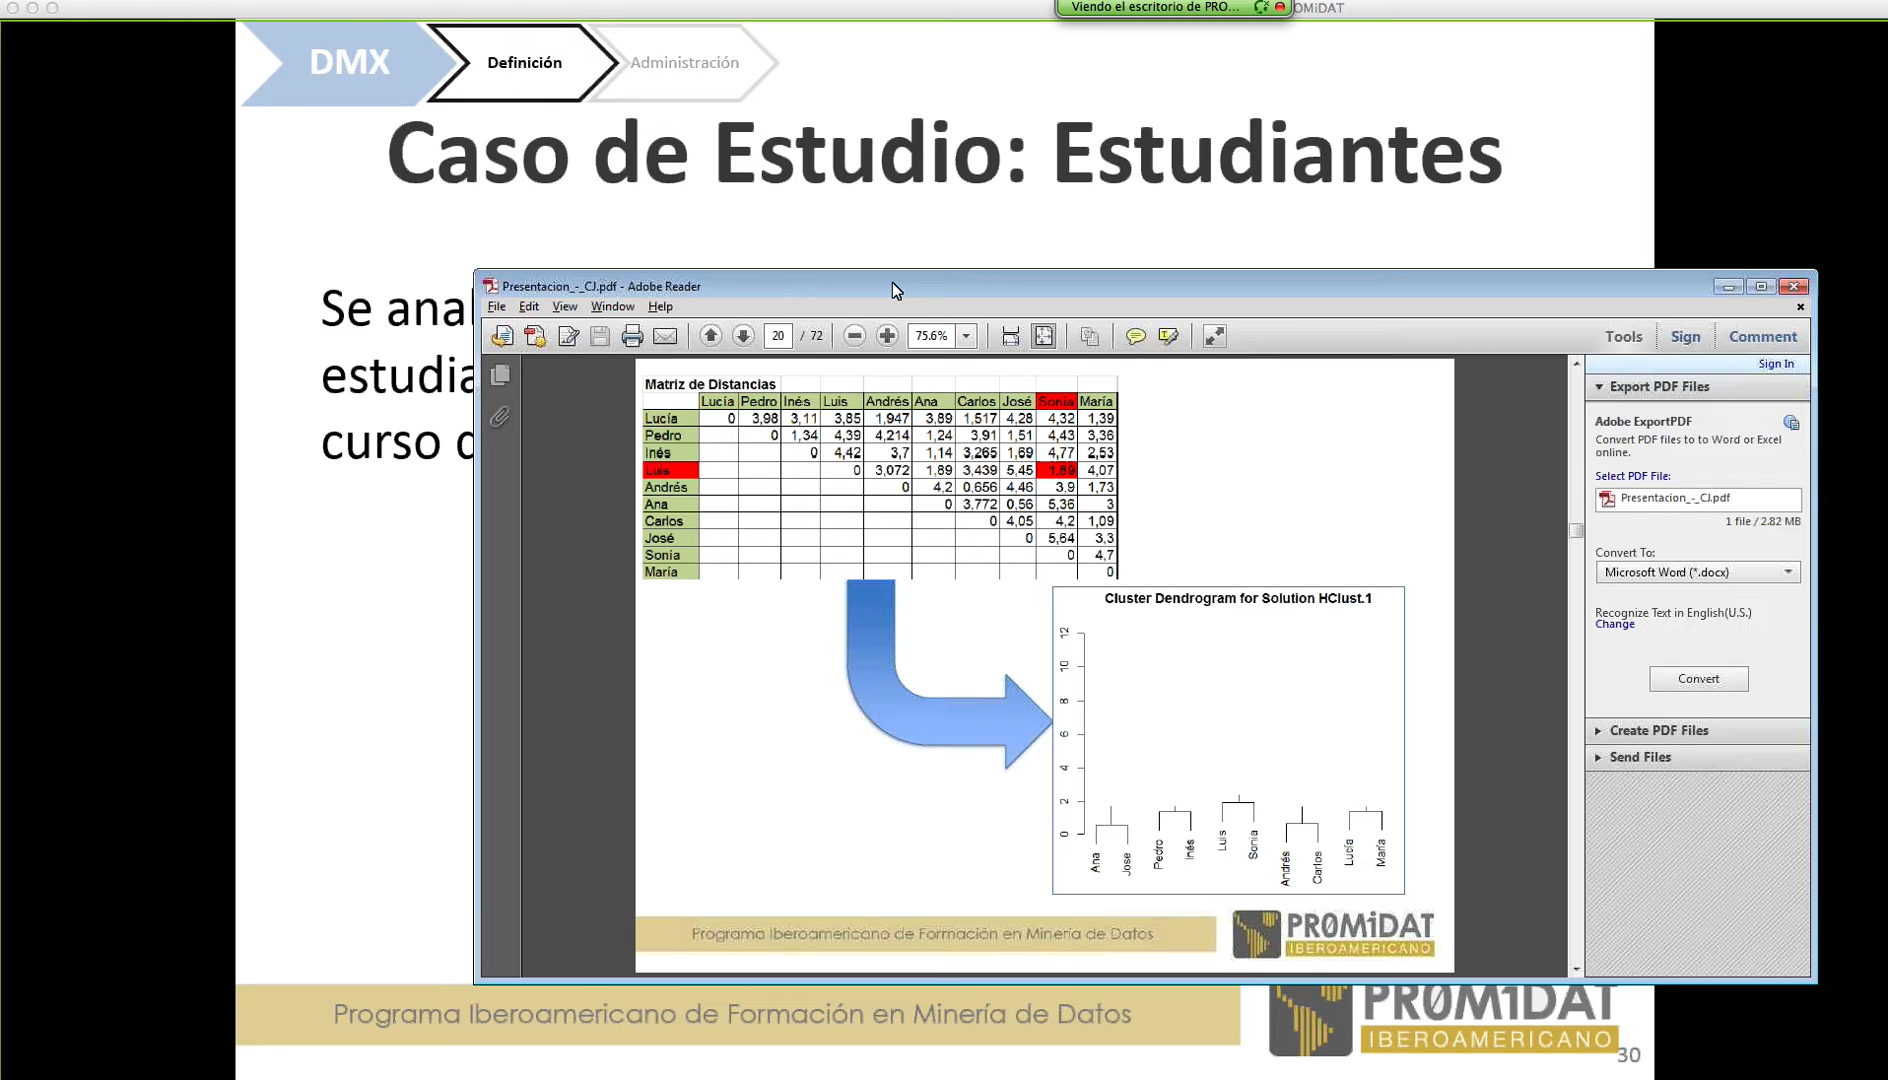 Viendo el escritorio de PRO...
OMiDAT
DMX
Definición
Administración
Caso de Estudio: Estudiantes
Se anal
estudia
curso d
Presentacion_-_CJ.pdf - Adobe Reader
File Edit View Window Help
20 / 72
75.6%
Tools Sign Comment
Sign In
Export PDF Files
Adobe ExportPDF
Convert PDF files to to Word or Excel
online.
Select PDF File:
Presentacion_-_CJ.pdf
1 file / 2.82 MB
Convert To:
Microsoft Word (*.docx)
Recognize Text in English(U.S.)
Change
Convert
Create PDF Files
Send Files
Matriz de Distancias
Lucía Pedro Inés Luis Andrés Ana Carlos José Sonía María
Lucía 0 3,98 3,11 3,85 1,947 3,89 1,517 4,28 4,32 1,39
Pedro 0 1,34 4,39 4,214 1,24 3,91 1,51 4,43 3,36
Inés 0 4,42 3,7 1,14 3,265 1,69 4,77 2,53
Luis 0 3,072 1,89 3,439 5,45 1,89 4,07
Andrés 0 4,2 0,656 4,46 3,9 1,73
Ana 0 3,772 0,56 5,36 3
Carlos 0 4,05 4,2 1,09
José 0 5,64 3,3
Sonía 0 4,7
María 0
Cluster Dendrogram for Solution HClust.1
12
10
8
6
4
2
0
Ana
Jose
Pedro
Inés
Luis
Sonia
Andrés
Carlos
Lucía
María
Programa Iberoamericano de Formación en Minería de Datos
PR0MiDAT
IBEROAMERICANO
Programa Iberoamericano de Formación en Minería de Datos
PR0MiDAT
IBEROAMERICANO
30